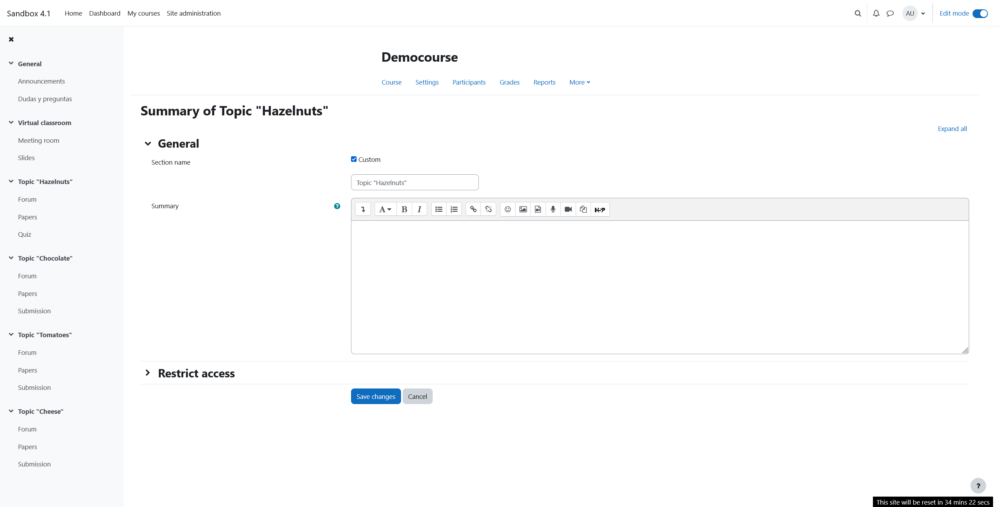 Sandbox 4.1 Home Dashboard My courses Site administration AU Edit mode
General
Announcements
Dudas y preguntas
Virtual classroom
Meeting room
Slides
Topic "Hazelnuts"
Forum
Papers
Quiz
Topic "Chocolate"
Forum
Papers
Submission
Topic "Tomatoes"
Forum
Papers
Submission
Topic "Cheese"
Forum
Papers
Submission
Democourse
Course Settings Participants Grades Reports More
Summary of Topic "Hazelnuts"
Expand all
General
Section name
Custom
Topic "Hazelnuts"
Summary ?
A B I H5P
Restrict access
Save changes Cancel
?
This site will be reset in 34 mins 22 secs